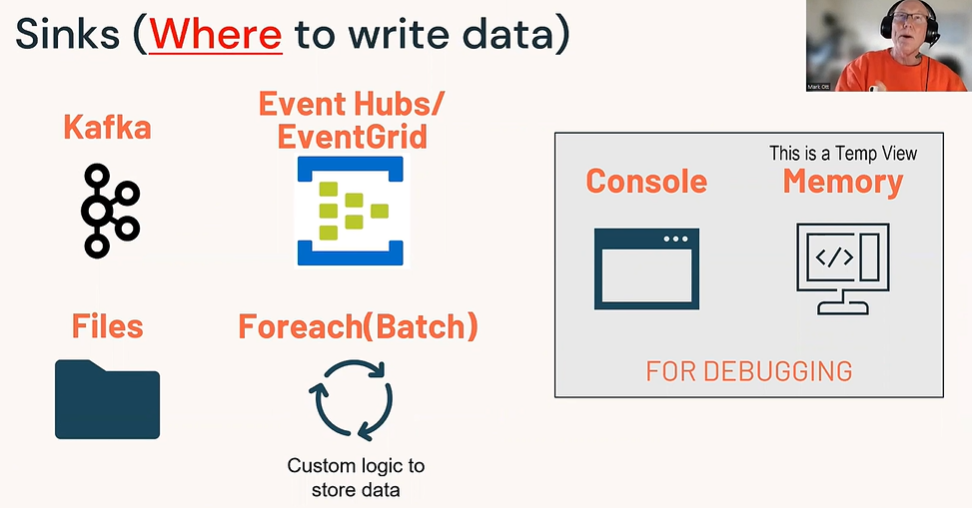 Sinks (Where to write data)
Mark Ott
Kafka
Event Hubs/
EventGrid
Files
Foreach(Batch)
Custom logic to
store data
This is a Temp View
Console
Memory
</>
FOR DEBUGGING